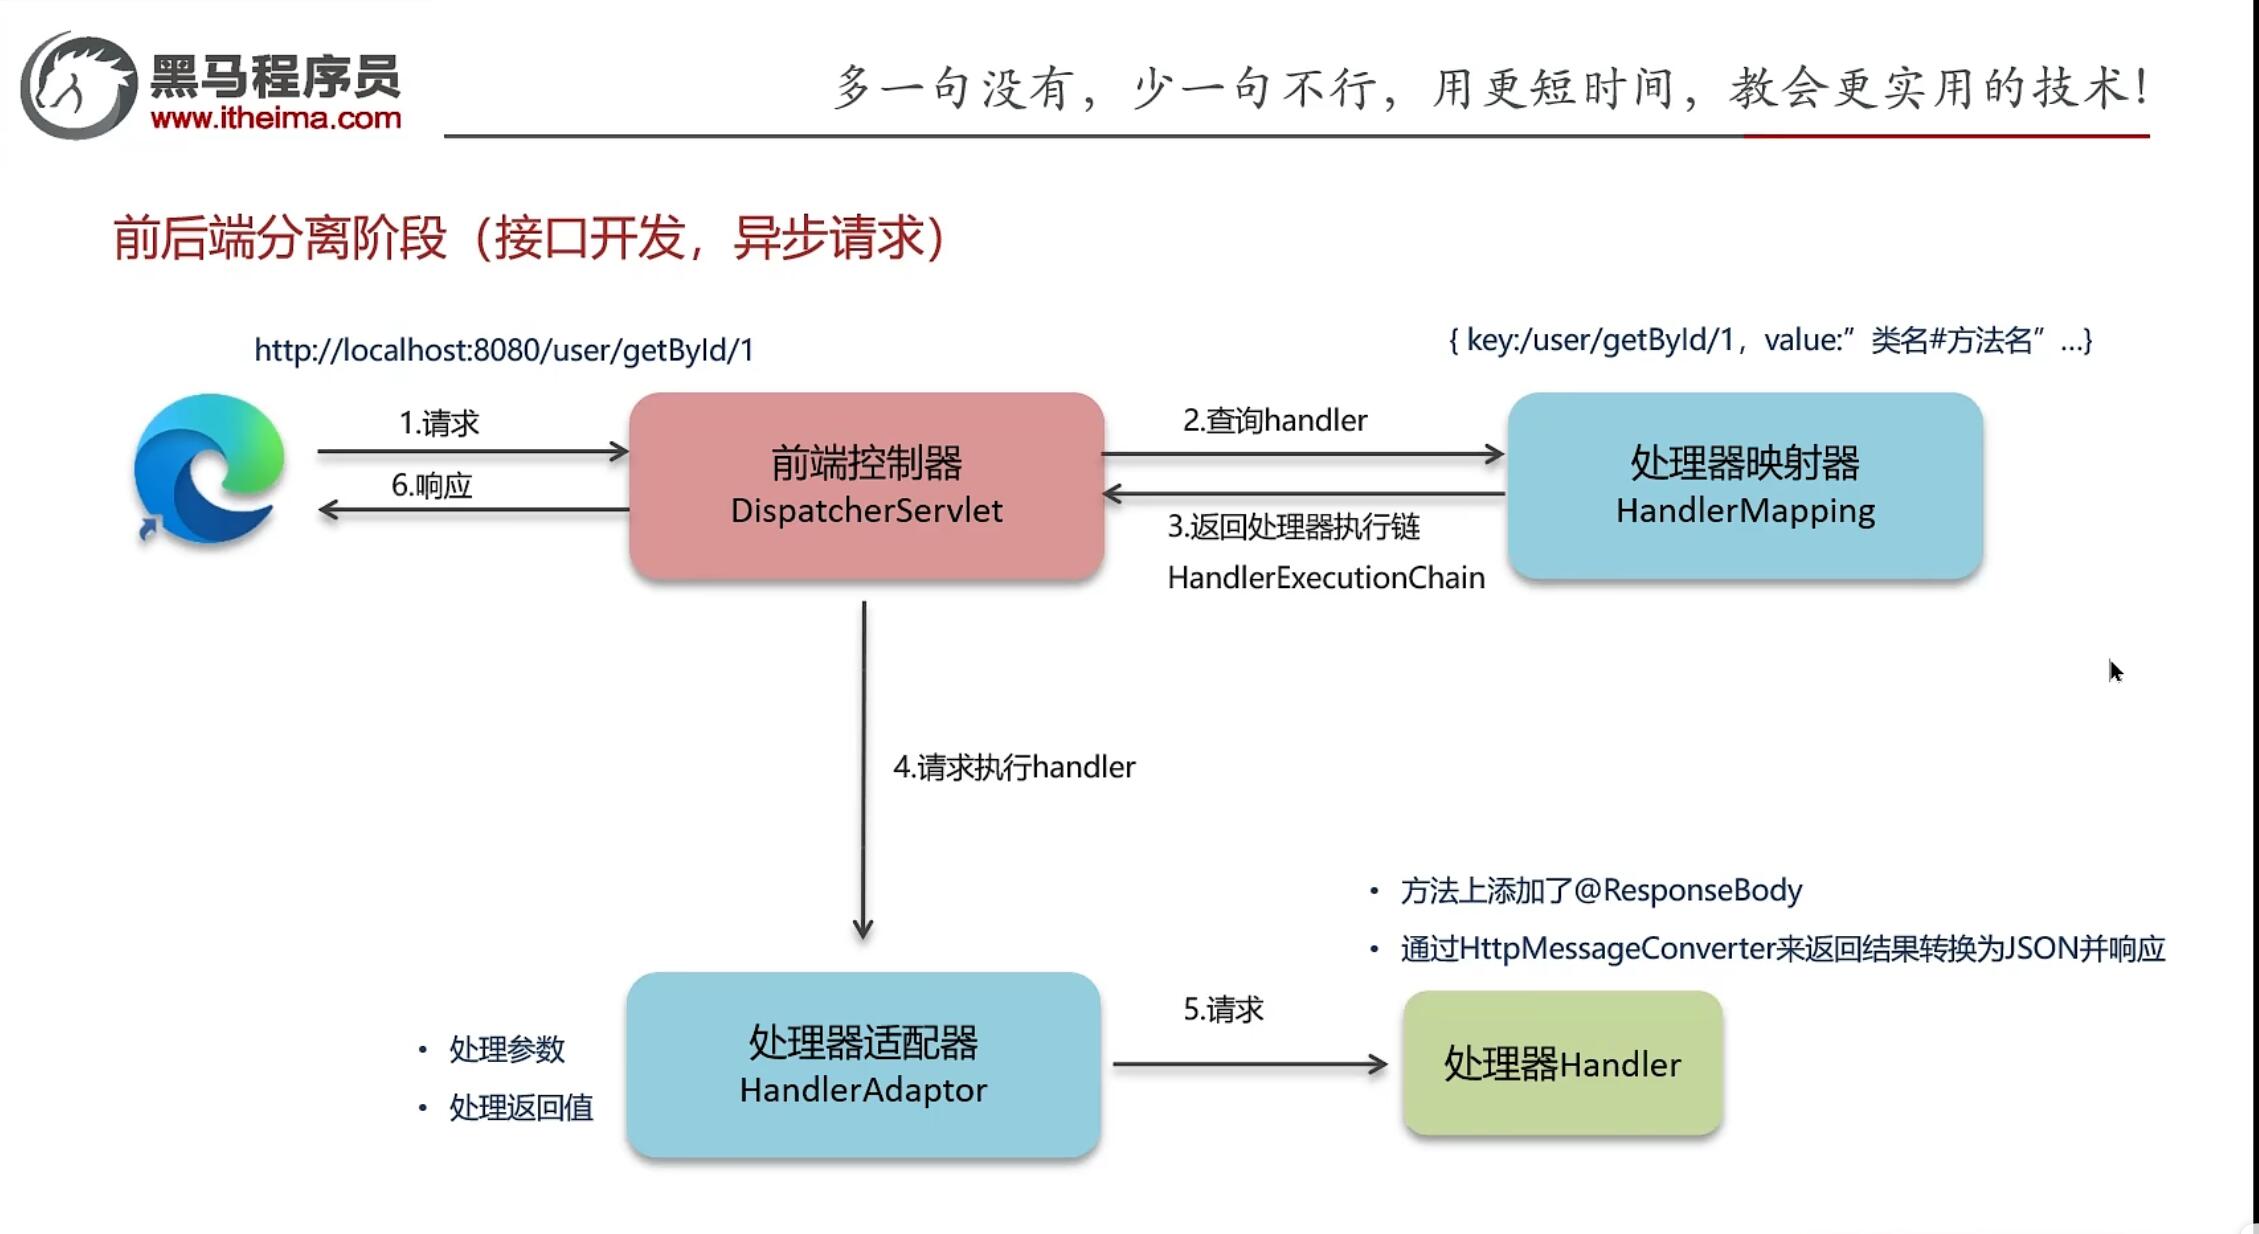 黑马程序员
www.itheima.com
多一句没有，少一句不行，用更短时间，教会更实用的技术！
前后端分离阶段（接口开发，异步请求）
http://localhost:8080/user/getById/1
{ key:/user/getById/1，value:”类名#方法名”...}
1.请求
6.响应
前端控制器
DispatcherServlet
2.查询handler
3.返回处理器执行链
HandlerExecutionChain
处理器映射器
HandlerMapping
4.请求执行handler
• 方法上添加了@ResponseBody
• 通过HttpMessageConverter来返回结果转换为JSON并响应
• 处理参数
• 处理返回值
处理器适配器
HandlerAdaptor
5.请求
处理器Handler